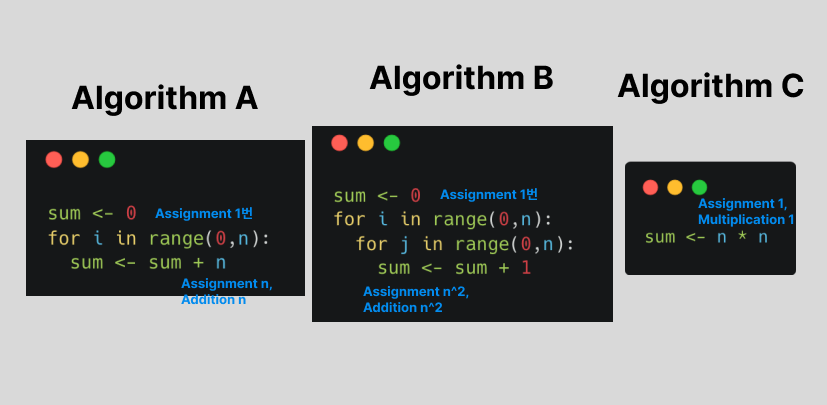 Algorithm A
sum <- 0 Assignment 1번
for i in range(0,n):
sum <- sum + n
Assignment n,
Addition n
Algorithm B
sum <- 0 Assignment 1번
for i in range(0,n):
for j in range(0,n):
sum <- sum + 1
Assignment n^2,
Addition n^2
Algorithm C
Assignment 1,
Multiplication 1
sum <- n * n